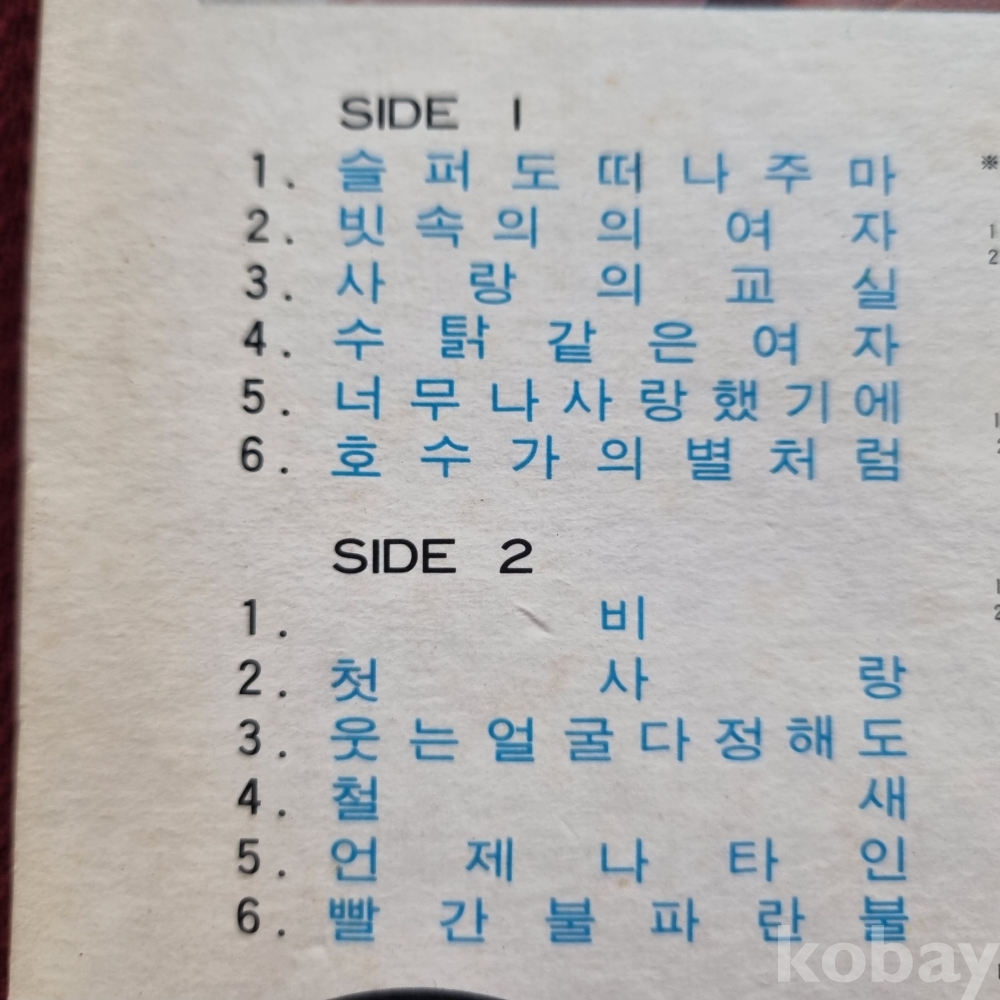 SIDE 1
1. 슬퍼도 떠나주마
2. 빗속의 의 여자
3. 사랑의 교실
4. 수탉같은 여자
5. 너무나 사랑했기에
6. 호수가의 별처럼
SIDE 2
1. 비
2. 첫사랑
3. 웃는 얼굴 다정해도
4. 철새
5. 언제나 타인
6. 빨간불 파란불
※
1
2
1
2
kobay